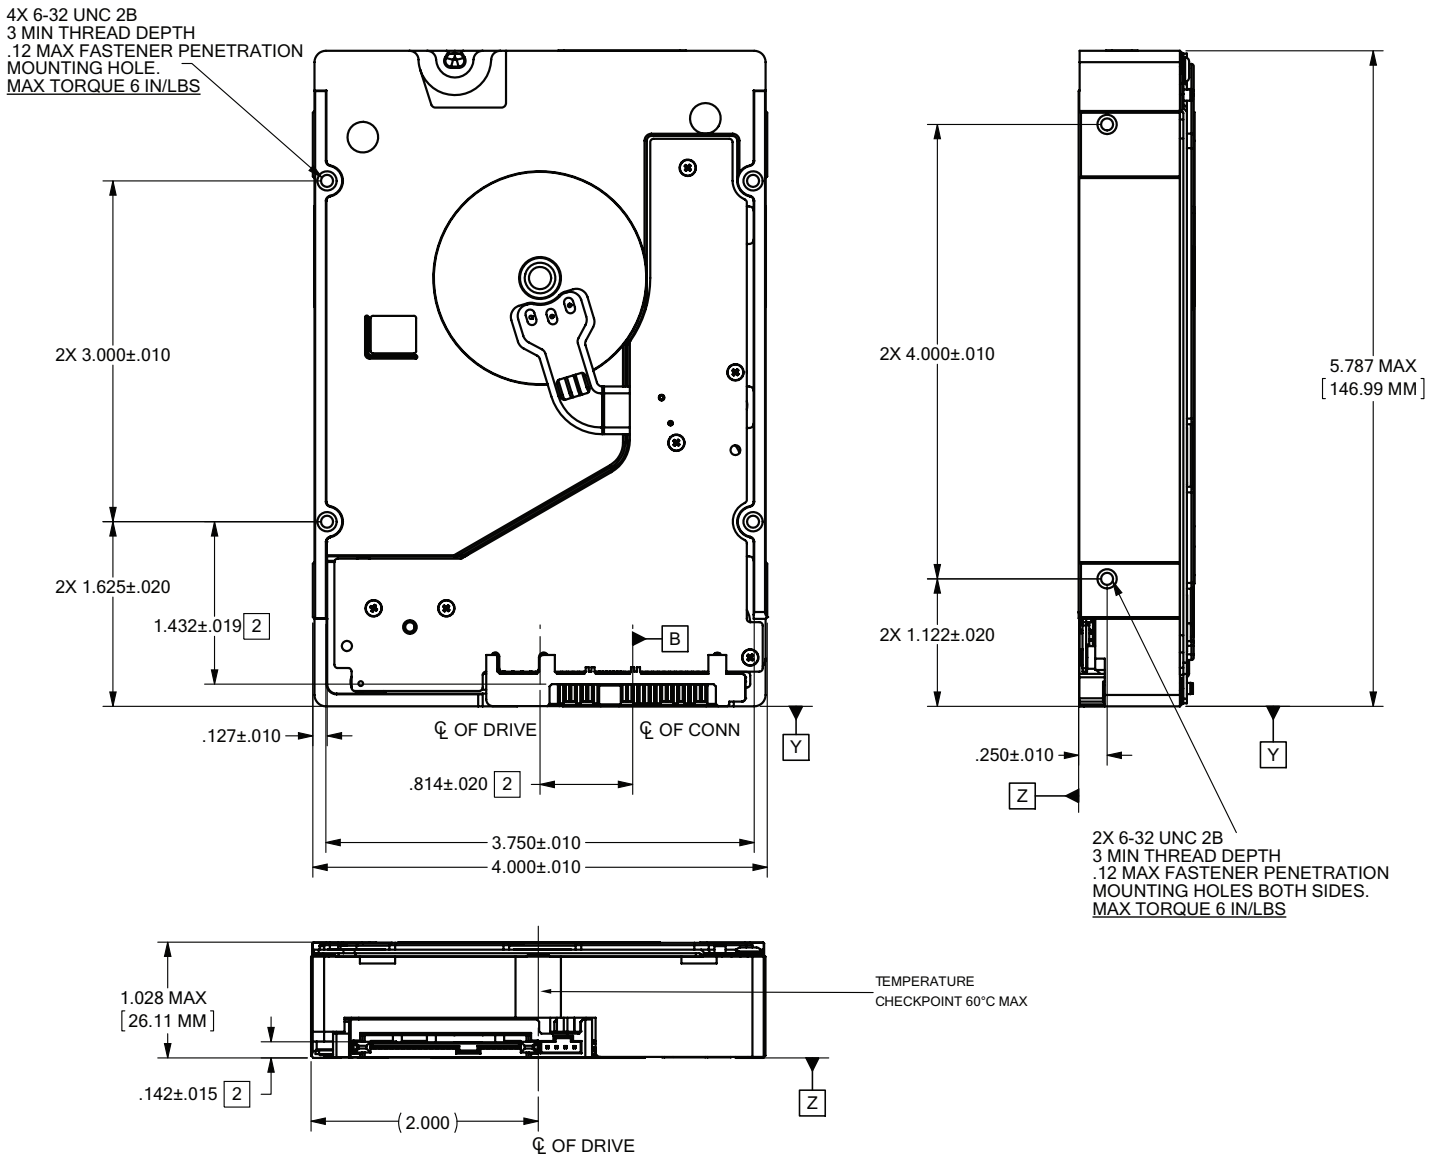 4X 6-32 UNC 2B
3 MIN THREAD DEPTH
.12 MAX FASTENER PENETRATION
MOUNTING HOLE.
MAX TORQUE 6 IN/LBS
2X 3.000±.010
2X 1.625±.020
1.432±.019 2
B
℄ OF DRIVE
℄ OF CONN
Y
.127±.010
.814±.020 2
3.750±.010
4.000±.010
2X 4.000±.010
5.787 MAX
[146.99 MM]
2X 1.122±.020
.250±.010
Y
Z
2X 6-32 UNC 2B
3 MIN THREAD DEPTH
.12 MAX FASTENER PENETRATION
MOUNTING HOLES BOTH SIDES.
MAX TORQUE 6 IN/LBS
1.028 MAX
[26.11 MM]
TEMPERATURE
CHECKPOINT 60°C MAX
.142±.015 2
Z
(2.000)
℄ OF DRIVE